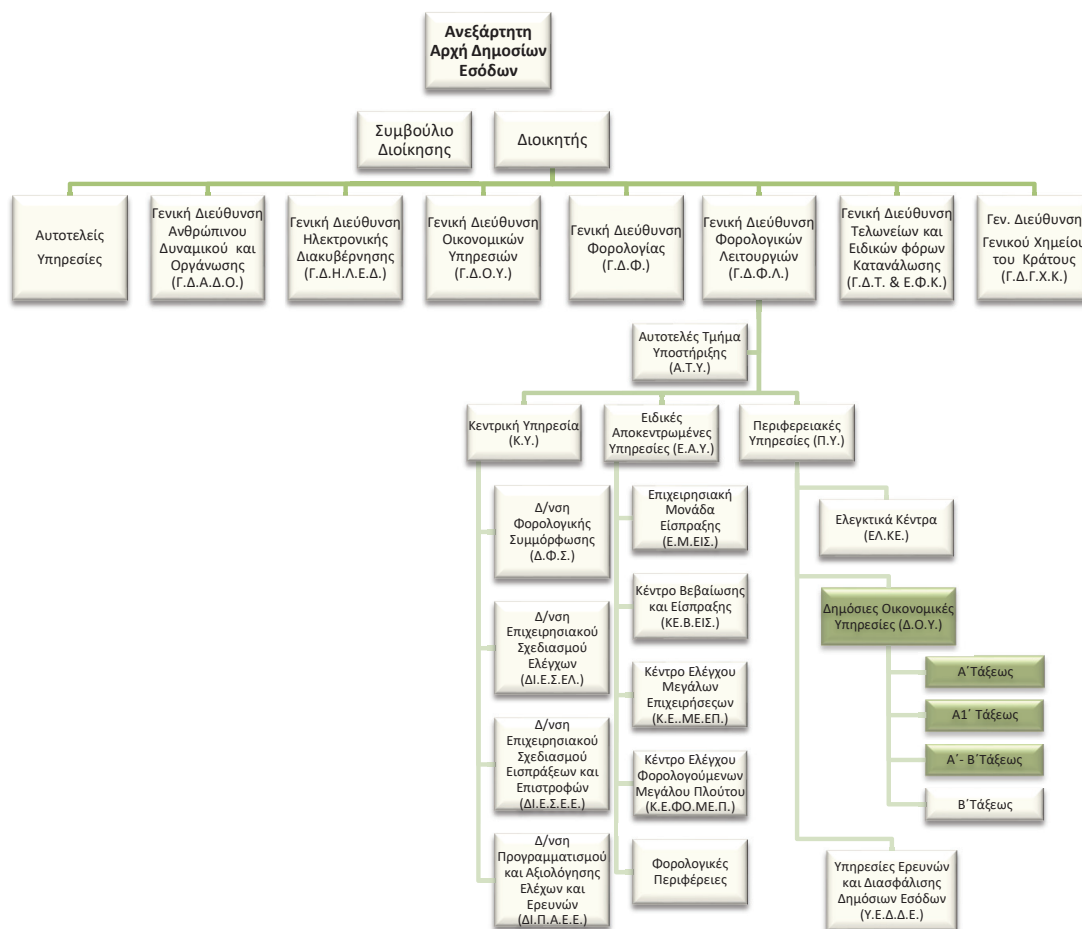 Ανεξάρτητη
Αρχή Δημοσίων
Εσόδων
Συμβούλιο
Διοίκησης
Διοικητής
Αυτοτελείς
Υπηρεσίες
Γενική Διεύθυνση
Ανθρώπινου
Δυναμικού και
Οργάνωσης
(Γ.Δ.Α.Δ.Ο.)
Γενική Διεύθυνση
Ηλεκτρονικής
Διακυβέρνησης
(Γ.Δ.Η.Λ.Ε.Δ.)
Γενική Διεύθυνση
Οικονομικών
Υπηρεσιών
(Γ.Δ.Ο.Υ.)
Γενική Διεύθυνση
Φορολογίας
(Γ.Δ.Φ.)
Γενική Διεύθυνση
Φορολογικών
Λειτουργιών
(Γ.Δ.Φ.Λ.)
Γενική Διεύθυνση
Τελωνείων και
Ειδικών φόρων
Κατανάλωσης
(Γ.Δ.Τ. & Ε.Φ.Κ.)
Γεν. Διεύθυνση
Γενικού Χημείου
του Κράτους
(Γ.Δ.Γ.Χ.Κ.)
Αυτοτελές Τμήμα
Υποστήριξης
(Α.Τ.Υ.)
Κεντρική Υπηρεσία
(Κ.Υ.)
Ειδικές
Αποκεντρωμένες
Υπηρεσίες (Ε.Α.Υ.)
Περιφερειακές
Υπηρεσίες (Π.Υ.)
Δ/νση
Φορολογικής
Συμμόρφωσης
(Δ.Φ.Σ.)
Δ/νση
Επιχειρησιακού
Σχεδιασμού
Ελέγχων
(ΔΙ.Ε.Σ.ΕΛ.)
Δ/νση
Επιχειρησιακού
Σχεδιασμού
Εισπράξεων και
Επιστροφών
(ΔΙ.Ε.Σ.Ε.Ε.)
Δ/νση
Προγραμματισμού
και Αξιολόγησης
Ελέχων και
Ερευνών
(ΔΙ.Π.Α.Ε.Ε.)
Επιχειρησιακή
Μονάδα
Είσπραξης
(Ε.Μ.ΕΙΣ.)
Κέντρο Βεβαίωσης
και Είσπραξης
(ΚΕ.Β.ΕΙΣ.)
Κέντρο Ελέγχου
Μεγάλων
Επιχειρήσεςων
(Κ.Ε..ΜΕ.ΕΠ.)
Κέντρο Ελέγχου
Φορολογούμενων
Μεγάλου Πλούτου
(Κ.Ε.ΦΟ.ΜΕ.Π.)
Φορολογικές
Περιφέρειες
Ελεγκτικά Κέντρα
(ΕΛ.ΚΕ.)
Δημόσιες Οικονομικές
Υπηρεσίες (Δ.Ο.Υ.)
Α΄Τάξεως
Α1΄ Τάξεως
Α΄- Β΄Τάξεως
Β΄Τάξεως
Υπηρεσίες Ερευνών
και Διασφάλισης
Δημόσιων Εσόδων
(Υ.Ε.Δ.Δ.Ε.)